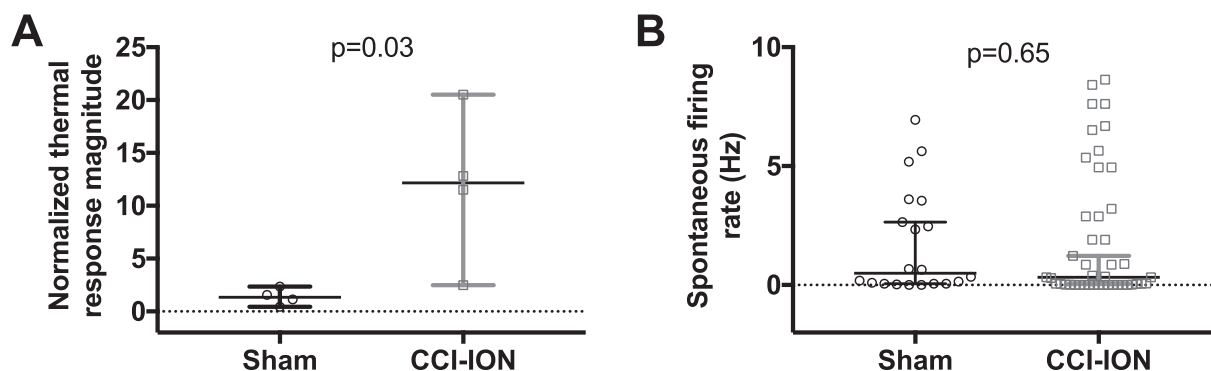 A
Normalized thermal
response magnitude
25
20
15
10
5
0
p=0.03
Sham
CCI-ION
B
Spontaneous firing
rate (Hz)
10
5
0
p=0.65
Sham
CCI-ION